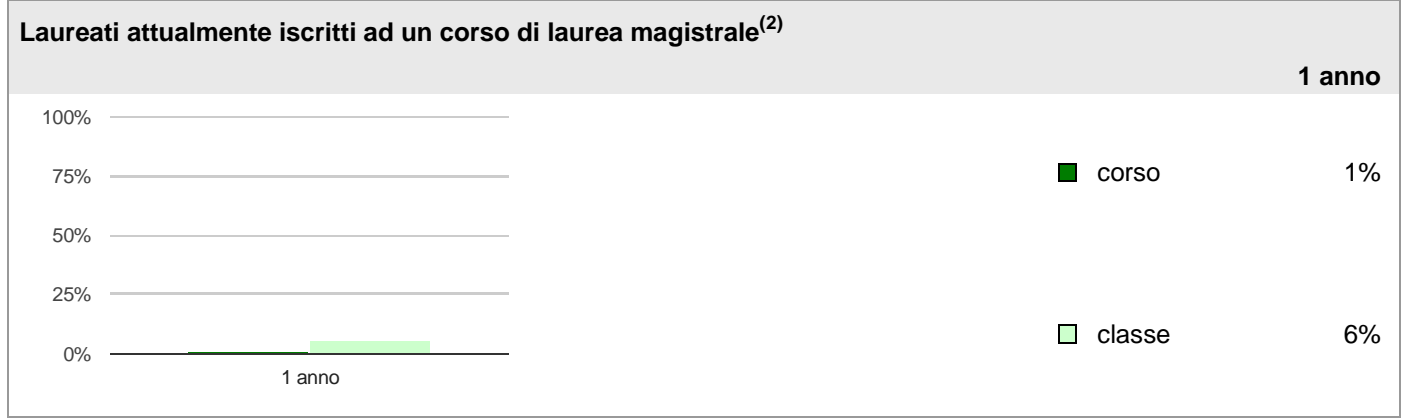 Laureati attualmente iscritti ad un corso di laurea magistrale(2)
1 anno
100%
75%
50%
25%
0%
1 anno
corso 1%
classe 6%